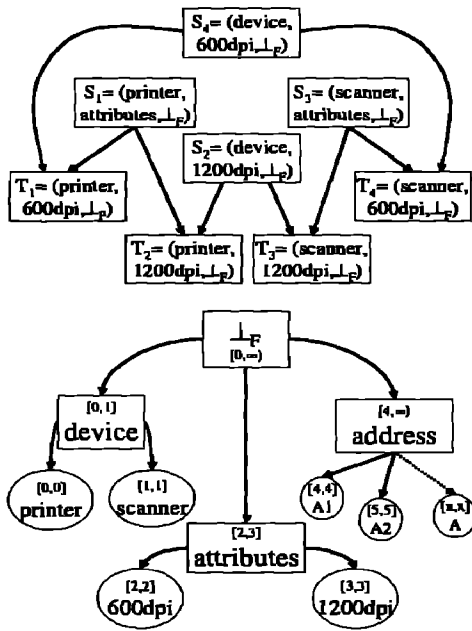 S₄= (device,
600dpi,⊥F)
S₁= (printer,
attributes,⊥F)
S₃= (scanner,
attributes,⊥F)
S₂= (device,
1200dpi,⊥F)
T₁= (printer,
600dpi,⊥F)
T₄= (scanner,
600dpi,⊥F)
T₂= (printer,
1200dpi,⊥F)
T₃= (scanner,
1200dpi,⊥F)
⊥F
[0,∞)
[0,1]
device
[4,∞)
address
[0,0]
printer
[1,1]
scanner
[4,4]
A1
[5,5]
A2
[x,x]
A
[2,3]
attributes
[2,2]
600dpi
[3,3]
1200dpi